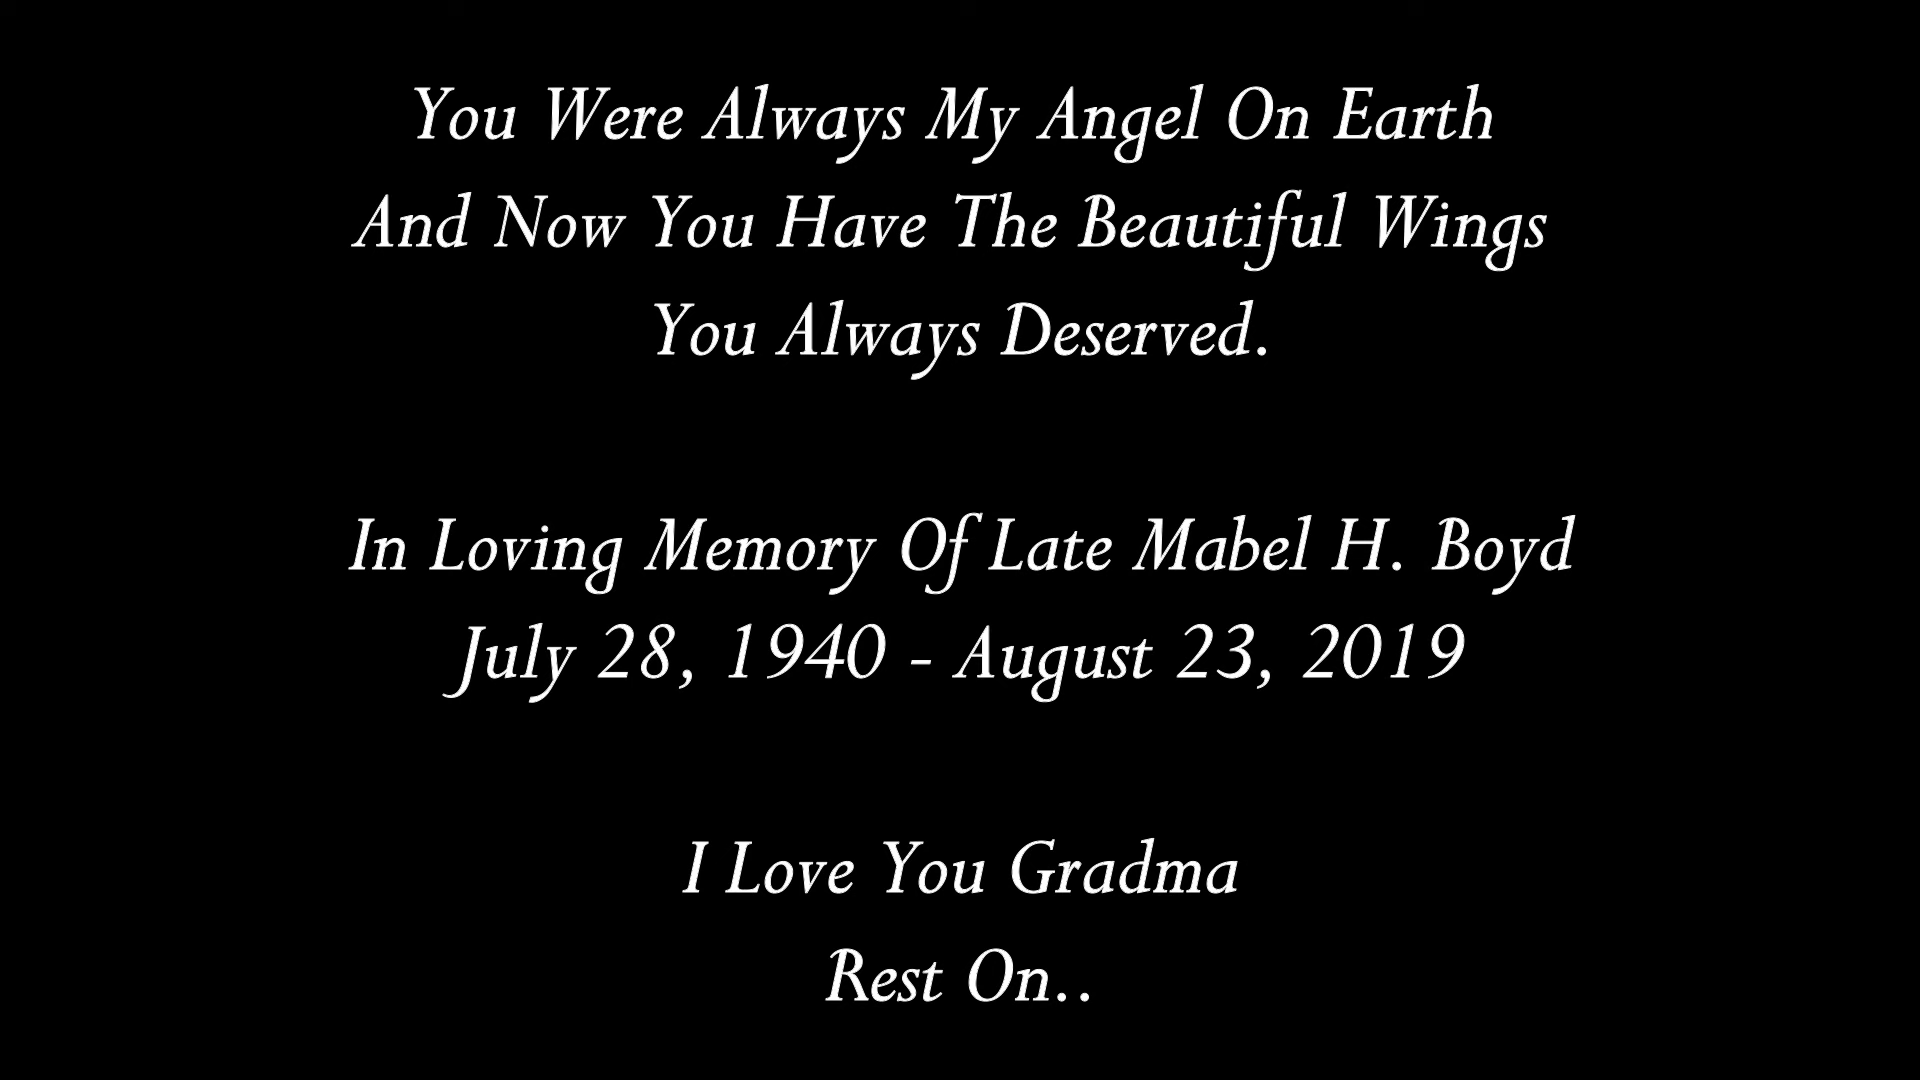 You Were Always My Angel On Earth
And Now You Have The Beautiful Wings
You Always Deserved.
In Loving Memory Of Late Mabel H. Boyd
July 28, 1940 - August 23, 2019
I Love You Gradma
Rest On..